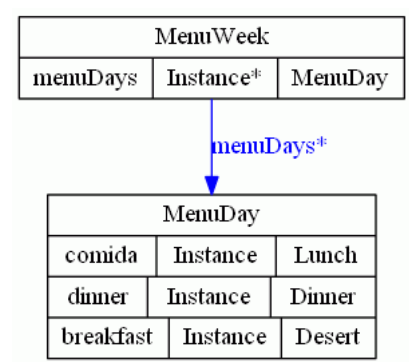 MenuWeek
menuDays Instance* MenuDay
menuDays*
MenuDay
comida Instance Lunch
dinner Instance Dinner
breakfast Instance Desert